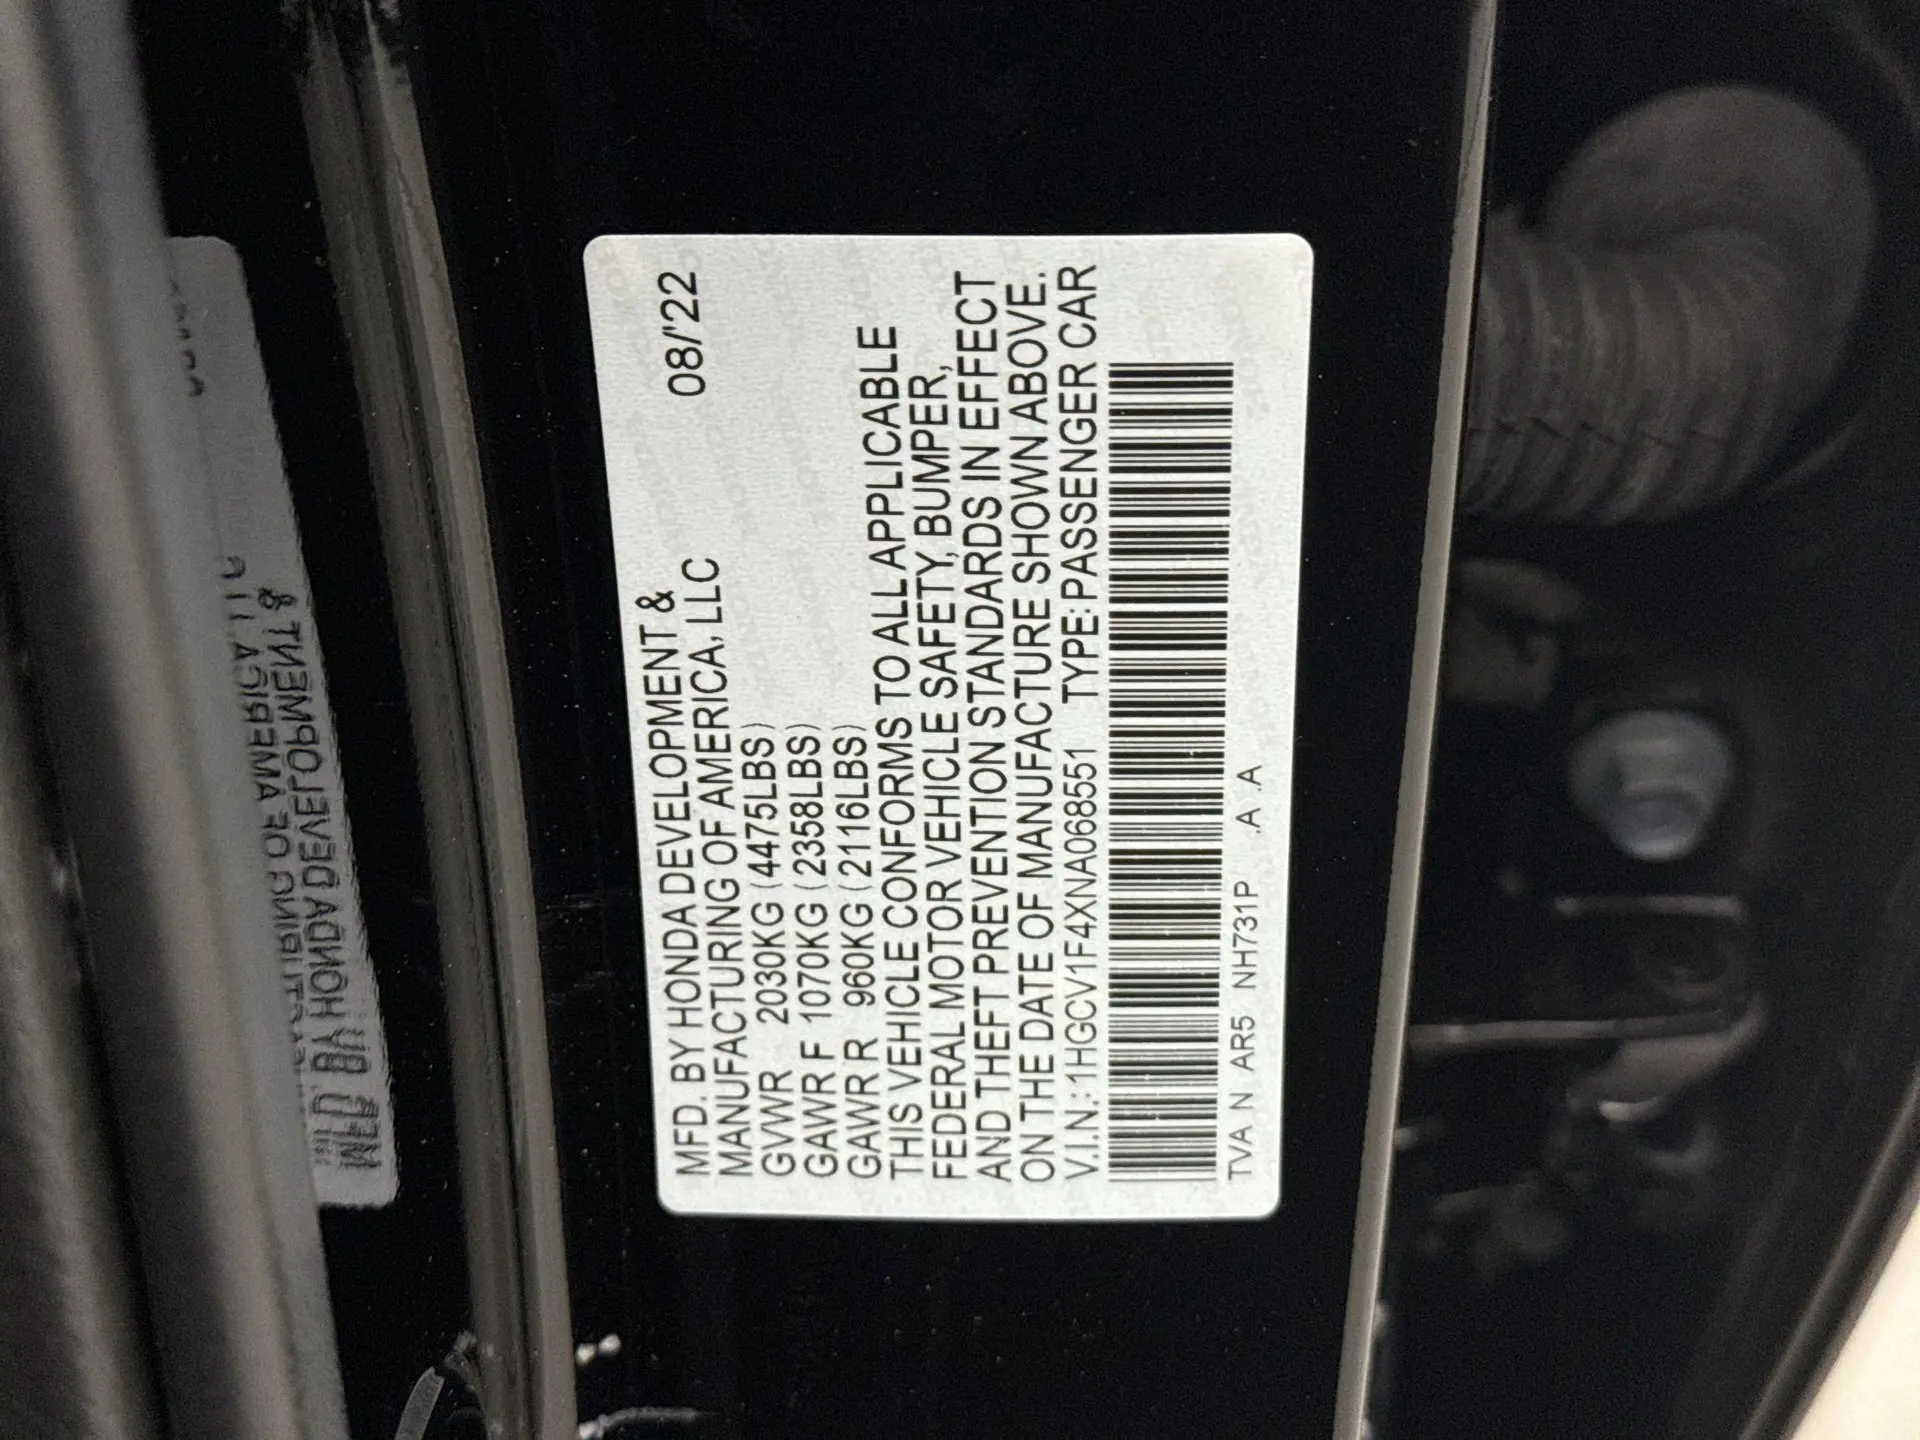 MFD. BY HONDA DEVELOPMENT &
MANUFACTURING OF AMERICA, LLC 08/'22
GVWR 2030KG (4475LBS)
GAWR F 1070KG (2358LBS)
GAWR R 960KG (2116LBS)
THIS VEHICLE CONFORMS TO ALL APPLICABLE
FEDERAL MOTOR VEHICLE SAFETY, BUMPER,
AND THEFT PREVENTION STANDARDS IN EFFECT
ON THE DATE OF MANUFACTURE SHOWN ABOVE.
V.I.N.: 1HGCV1F4XNA068551 TYPE: PASSENGER CAR
TVA N AR5 NH731P .A .A